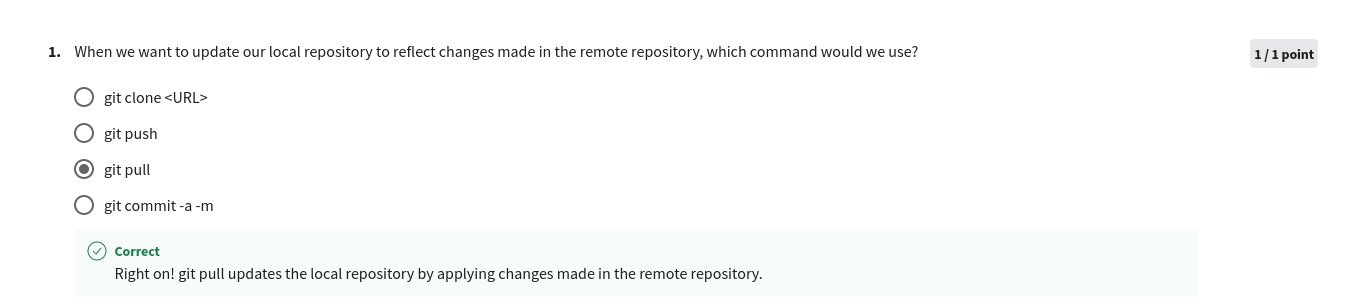 1. When we want to update our local repository to reflect changes made in the remote repository, which command would we use?
1 / 1 point
git clone <URL>
git push
git pull
git commit -a -m
Correct
Right on! git pull updates the local repository by applying changes made in the remote repository.